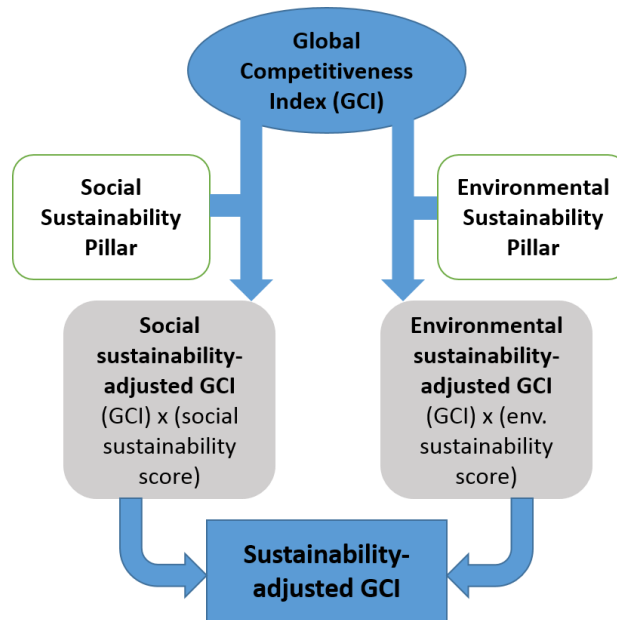 Global
Competitiveness
Index (GCI)
Social
Sustainability
Pillar
Environmental
Sustainability
Pillar
Social
sustainability-
adjusted GCI
(GCI) x (social
sustainability
score)
Environmental
sustainability-
adjusted GCI
(GCI) x (env.
sustainability
score)
Sustainability-
adjusted GCI